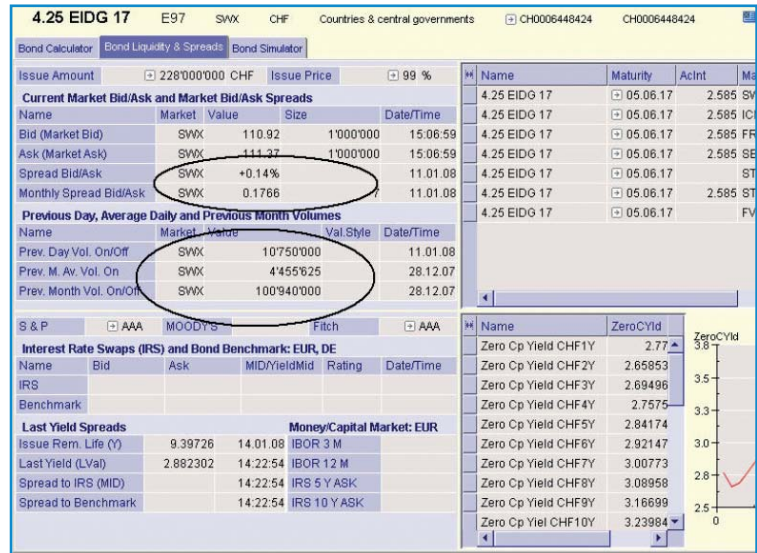 4.25 EIDG 17 E97 SWX CHF Countries & central governments CH0006448424 CH0006448424
Bond Calculator Bond Liquidity & Spreads Bond Simulator
Issue Amount 228'000'000 CHF Issue Price 99 %
Current Market Bid/Ask and Market Bid/Ask Spreads
Name Market Value Size Date/Time
Bid (Market Bid) SWX 110.92 1'000'000 15:06:59
Ask (Market Ask) SWX 111.37 1'000'000 15:06:59
Spread Bid/Ask SWX +0.14% 11.01.08
Monthly Spread Bid/Ask SWX 0.1766 7 11.01.08
Previous Day, Average Daily and Previous Month Volumes
Name Market Value Val.Style Date/Time
Prev. Day Vol. On/Off SWX 10'750'000 11.01.08
Prev. M. Av. Vol. On SWX 4'455'625 28.12.07
Prev. Month Vol. On/Off SWX 100'940'000 28.12.07
S & P AAA MOODY'S Fitch AAA
Interest Rate Swaps (IRS) and Bond Benchmark: EUR, DE
Name Bid Ask MID/YieldMid Rating Date/Time
IRS
Benchmark
Last Yield Spreads Money/Capital Market: EUR
Issue Rem. Life (Y) 9.39726 14.01.08 IBOR 3 M
Last Yield (LVal) 2.882302 14:22:54 IBOR 12 M
Spread to IRS (MID) 14:22:54 IRS 5 Y ASK
Spread to Benchmark 14:22:54 IRS 10 Y ASK
Name Maturity AcInt Ma
4.25 EIDG 17 05.06.17 2.585 SV
4.25 EIDG 17 05.06.17 2.585 ICI
4.25 EIDG 17 05.06.17 2.585 FR
4.25 EIDG 17 05.06.17 2.585 SE
4.25 EIDG 17 05.06.17 ST
4.25 EIDG 17 05.06.17 2.585 ST
4.25 EIDG 17 05.06.17 FV
Name ZeroCYld
Zero Cp Yield CHF1Y 2.77
Zero Cp Yield CHF2Y 2.65853
Zero Cp Yield CHF3Y 2.69496
Zero Cp Yield CHF4Y 2.7575
Zero Cp Yield CHF5Y 2.84174
Zero Cp Yield CHF6Y 2.92147
Zero Cp Yield CHF7Y 3.00773
Zero Cp Yield CHF8Y 3.08958
Zero Cp Yield CHF9Y 3.16699
Zero Cp Yiel CHF10Y 3.23984
ZeroCYld
3.8
3.5
3.3
3.0
2.8
2.5
0